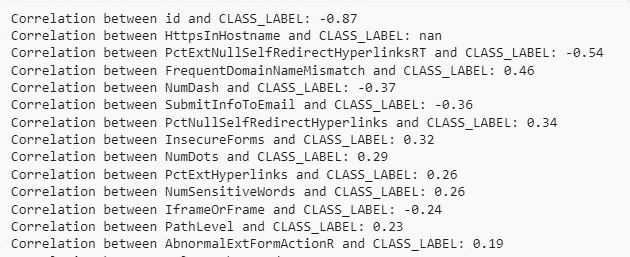 Correlation between id and CLASS_LABEL: -0.87
Correlation between HttpsInHostname and CLASS_LABEL: nan
Correlation between PctExtNullSelfRedirectHyperlinksRT and CLASS_LABEL: -0.54
Correlation between FrequentDomainNameMismatch and CLASS_LABEL: 0.46
Correlation between NumDash and CLASS_LABEL: -0.37
Correlation between SubmitInfoToEmail and CLASS_LABEL: -0.36
Correlation between PctNullSelfRedirectHyperlinks and CLASS_LABEL: 0.34
Correlation between InsecureForms and CLASS_LABEL: 0.32
Correlation between NumDots and CLASS_LABEL: 0.29
Correlation between PctExtHyperlinks and CLASS_LABEL: 0.26
Correlation between NumSensitiveWords and CLASS_LABEL: 0.26
Correlation between IframeOrFrame and CLASS_LABEL: -0.24
Correlation between PathLevel and CLASS_LABEL: 0.23
Correlation between AbnormalExtFormActionR and CLASS_LABEL: 0.19